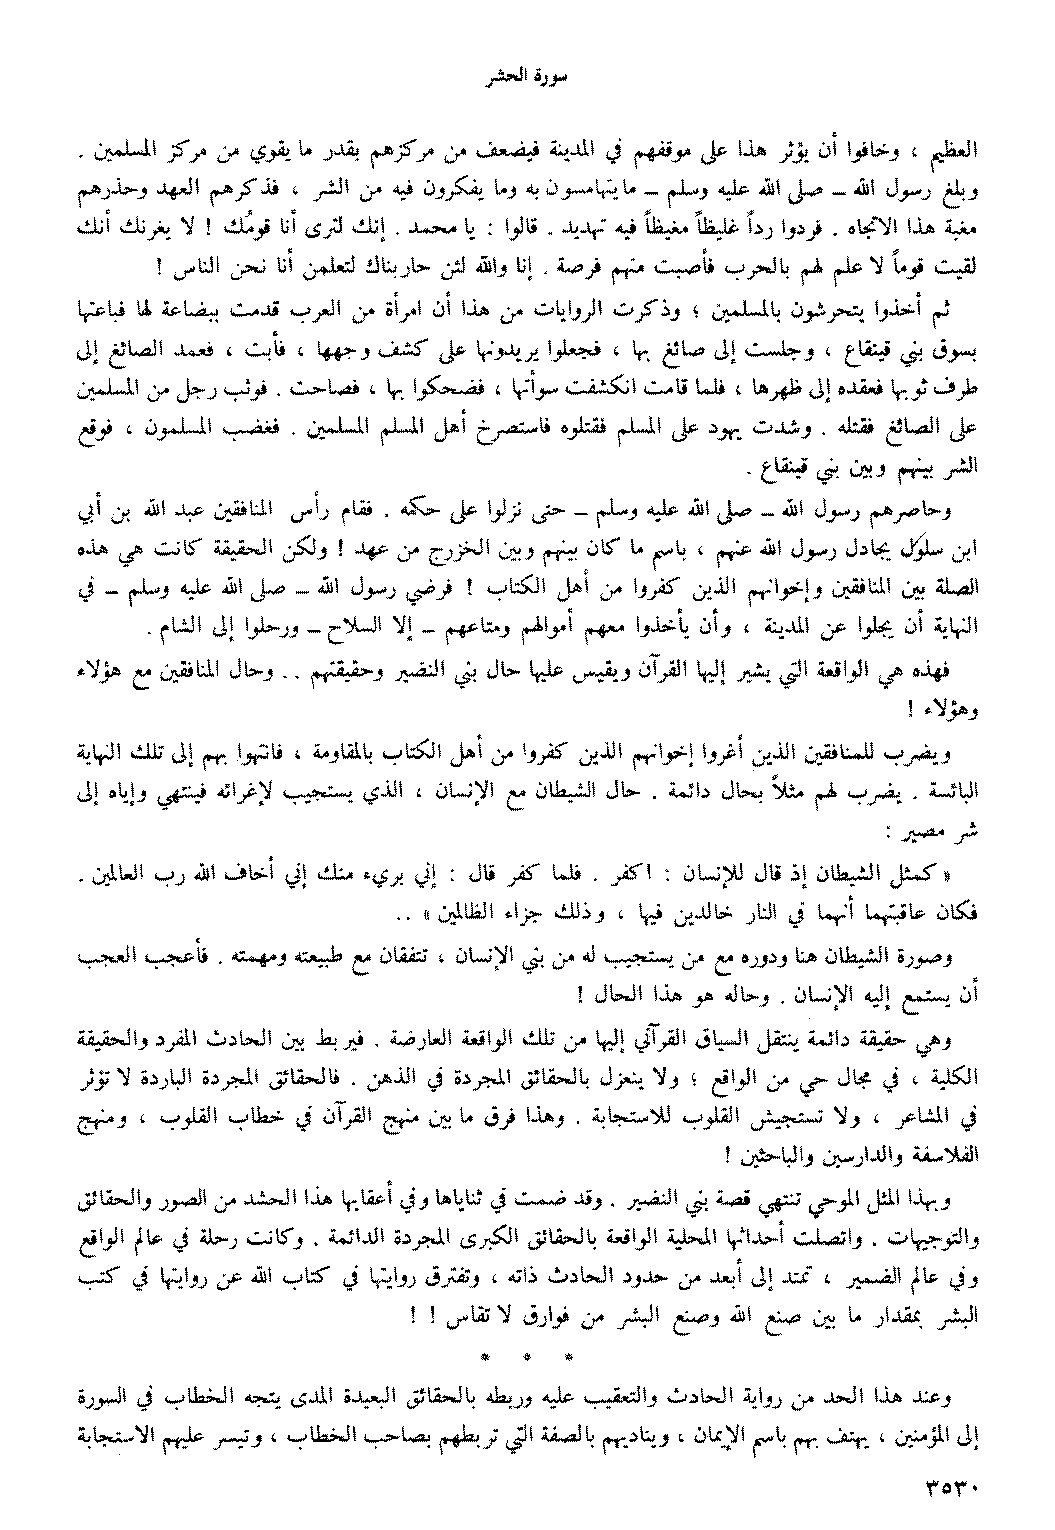 سورة الحشر
العظيم ، وخافوا أن يؤثر هذا على موقفهم في المدينة فيضعف من مركزهم بقدر ما يقوي من مركز المسلمين .
وبلغ رسول الله – صلى الله عليه وسلم – ما يتهامسون به وما يفكرون فيه من الشر ، فذكرهم العهد وحذرهم
مغبة هذا الاتجاه . فردوا رداً غليظاً مغيظاً فيه تهديد . قالوا : يا محمد . إنك لترى أنا قومُك ! لا يغرنك أنك
لقيت قوماً لا علم لهم بالحرب فأصبت منهم فرصة . إنا والله لئن حاربناك لتعلمن أنا نحن الناس !
ثم أخذوا يتحرشون بالمسلمين ؛ وذكرت الروايات من هذا أن امرأة من العرب قدمت ببضاعة لها فباعتها
بسوق بني قينقاع ، وجلست إلى صائغ بها ، فجعلوا يريدونها على كشف وجهها ، فأبت ، فعمد الصائغ إلى
طرف ثوبها فعقده إلى ظهرها ، فلما قامت انكشفت سوأتها ، فضحكوا بها ، فصاحت . فوثب رجل من المسلمين
على الصائغ فقتله . وشدت يهود على المسلم فقتلوه فاستصرخ أهل المسلم المسلمين . فغضب المسلمون ، فوقع
الشر بينهم وبين بني قينقاع .
وحاصرهم رسول الله – صلى الله عليه وسلم – حتى نزلوا على حكمه . فقام رأس المنافقين عبد الله بن أبي
ابن سلول يجادل رسول الله عنهم ، باسم ما كان بينهم وبين الخزرج من عهد ! ولكن الحقيقة كانت هي هذه
الصلة بين المنافقين وإخوانهم الذين كفروا من أهل الكتاب ! فرضي رسول الله – صلى الله عليه وسلم – في
النهاية أن يجلوا عن المدينة ، وأن يأخذوا معهم أموالهم ومتاعهم – إلا السلاح – ورحلوا إلى الشام .
فهذه هي الواقعة التي يشير إليها القرآن ويقيس عليها حال بني النضير وحقيقتهم .. وحال المنافقين مع هؤلاء
وهؤلاء !
ويضرب للمنافقين الذين أغروا إخوانهم الذين كفروا من أهل الكتاب بالمقاومة ، فانتهوا بهم إلى تلك النهاية
البائسة . يضرب لهم مثلاً بحال دائمة . حال الشيطان مع الإنسان ، الذي يستجيب لإغرائه فينتهي وإياه إلى
شر مصير :
« كمثل الشيطان إذ قال للإنسان : اكفر . فلما كفر قال : إني بريء منك إني أخاف الله رب العالمين .
فكان عاقبتهما أنهما في النار خالدين فيها ، وذلك جزاء الظالمين » ..
وصورة الشيطان هنا ودوره مع من يستجيب له من بني الإنسان ، تتفقان مع طبيعته ومهمته . فأعجب العجب
أن يستمع إليه الإنسان . وحاله هو هذا الحال !
وهي حقيقة دائمة ينتقل السياق القرآني إليها من تلك الواقعة العارضة . فيربط بين الحادث المفرد والحقيقة
الكلية ، في مجال حي من الواقع ؛ ولا ينعزل بالحقائق المجردة في الذهن . فالحقائق المجردة الباردة لا تؤثر
في المشاعر ، ولا تستجيش القلوب للاستجابة . وهذا فرق ما بين منهج القرآن في خطاب القلوب ، ومنهج
الفلاسفة والدارسين والباحثين !
وبهذا المثل الموحي تنتهي قصة بني النضير . وقد ضمت في ثناياها وفي أعقابها هذا الحشد من الصور والحقائق
والتوجيهات . واتصلت أحداثها المحلية الواقعة بالحقائق الكبرى المجردة الدائمة . وكانت رحلة في عالم الواقع
وفي عالم الضمير ، تمتد إلى أبعد من حدود الحادث ذاته ، وتفترق روايتها في كتاب الله عن روايتها في كتب
البشر بمقدار ما بين صنع الله وصنع البشر من فوارق لا تقاس ! !
* * *
وعند هذا الحد من رواية الحادث والتعقيب عليه وربطه بالحقائق البعيدة المدى يتجه الخطاب في السورة
إلى المؤمنين ، يهتف بهم باسم الإيمان ، ويناديهم بالصفة التي تربطهم بصاحب الخطاب ، وتيسر عليهم الاستجابة
٣٥٣٠